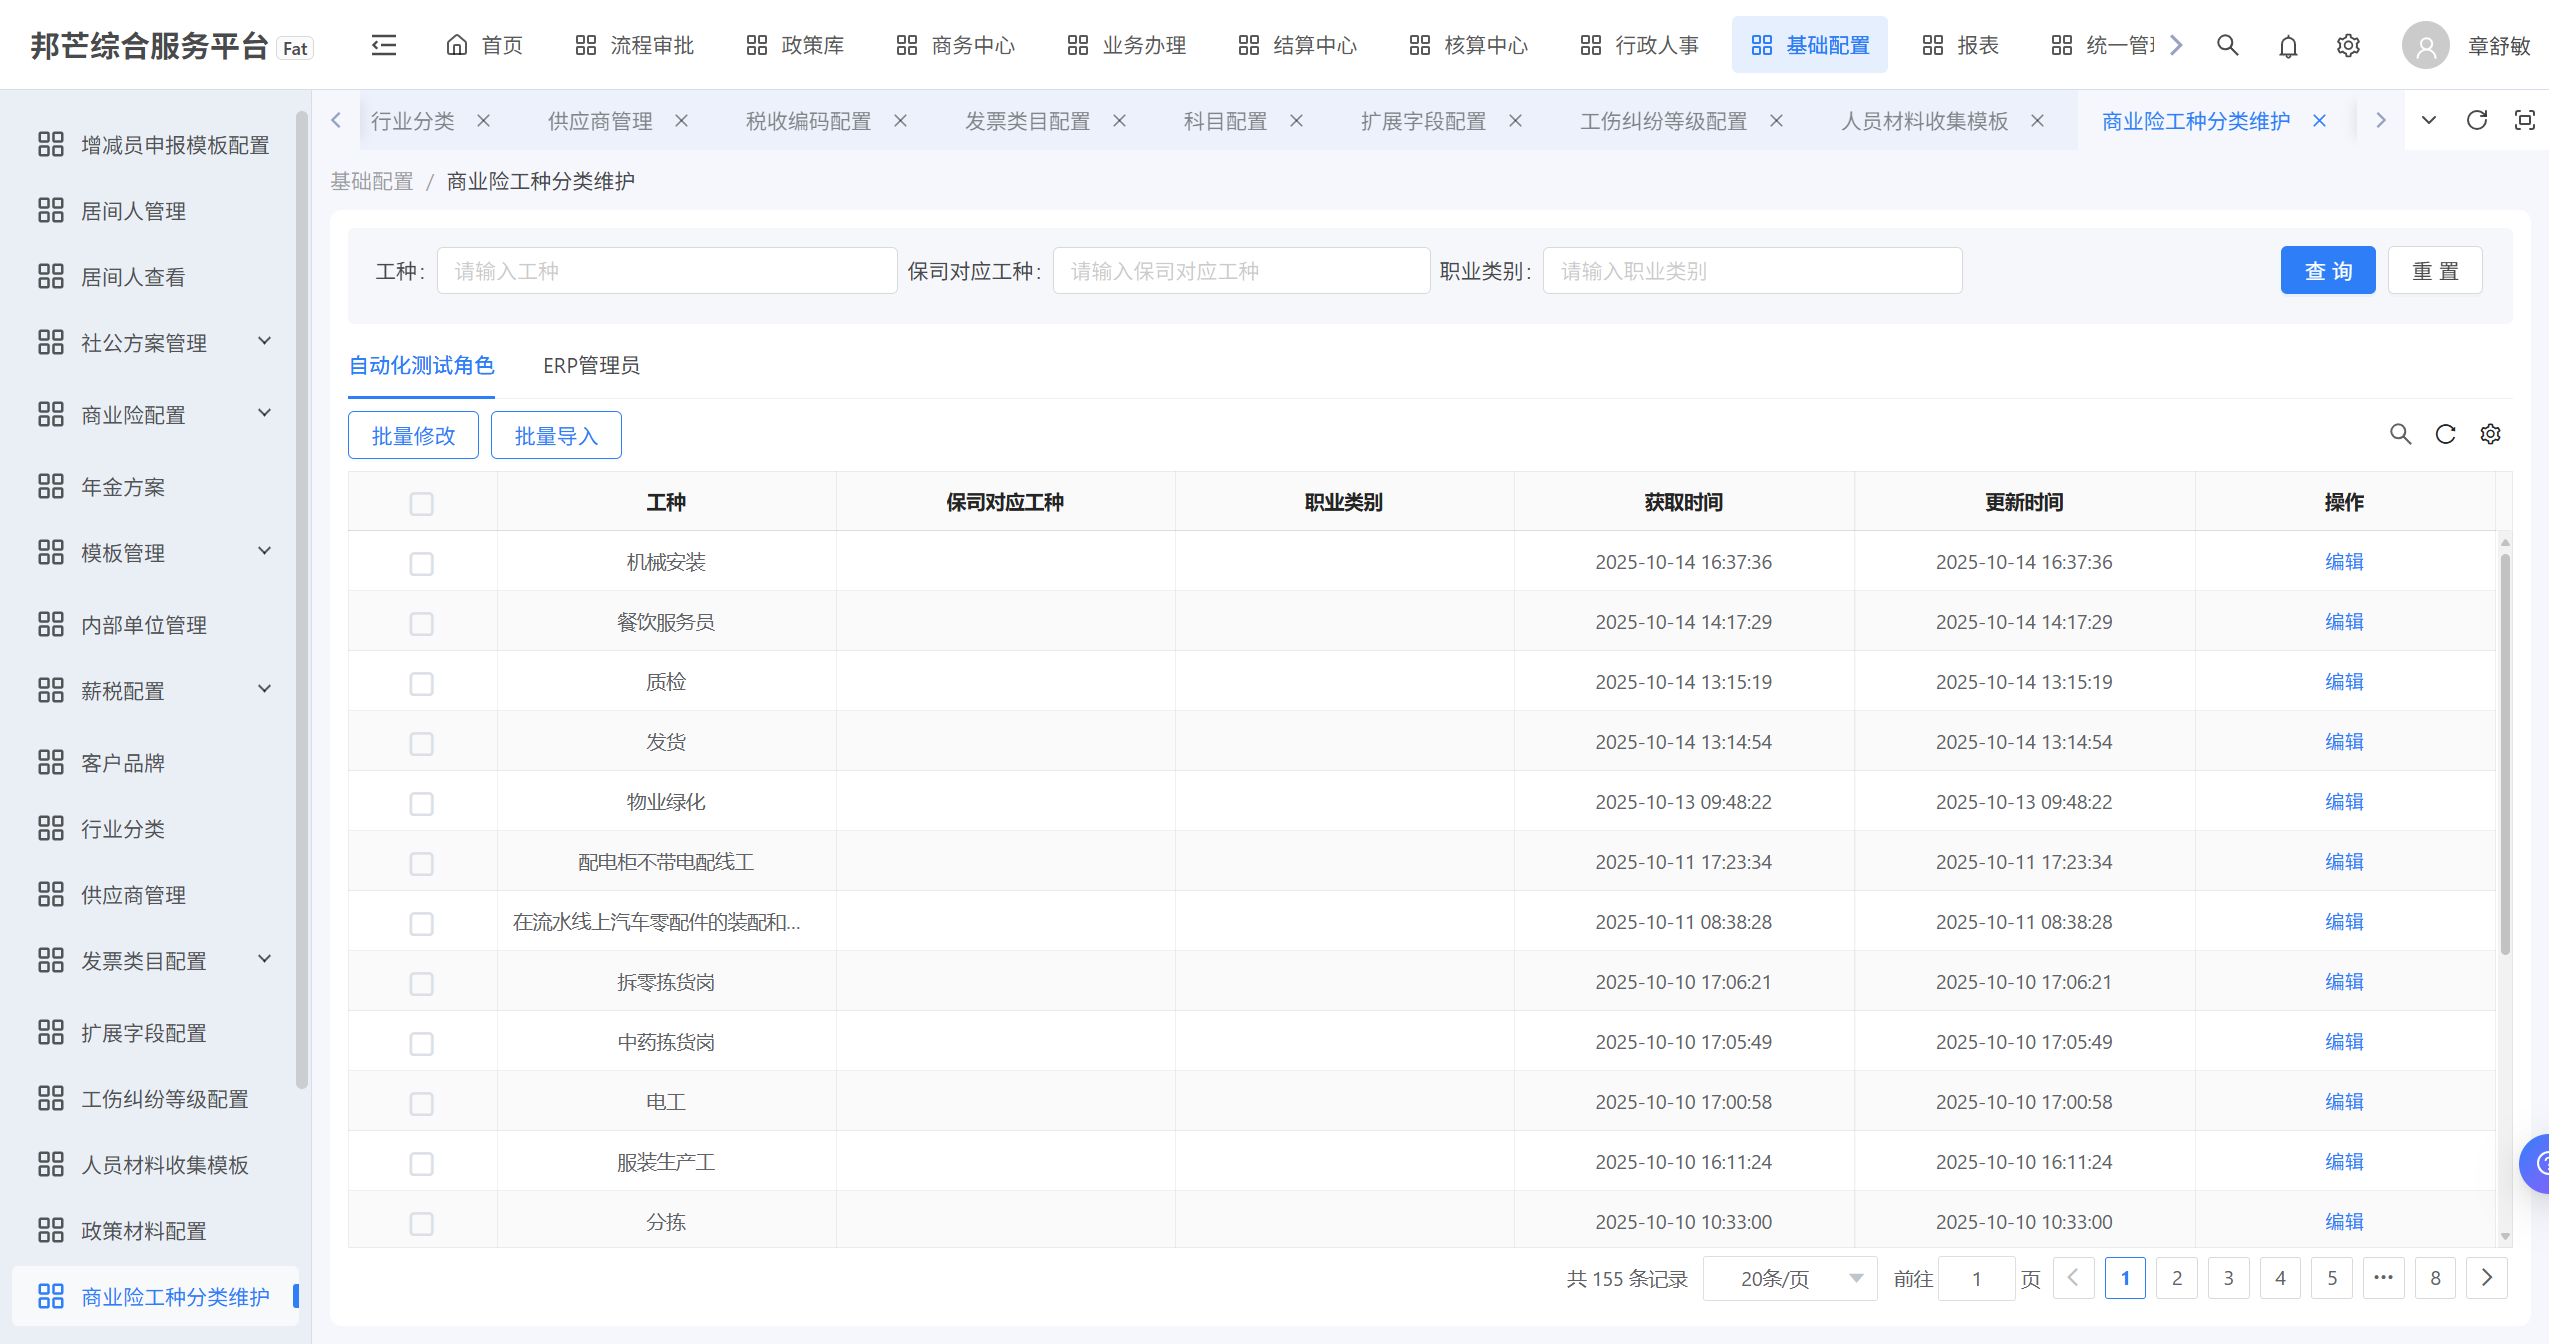 邦芒综合服务平台 Fat
首页 流程审批 政策库 商务中心 业务办理 结算中心 核算中心 行政人事 基础配置 报表 统一管 章舒敏
行业分类 供应商管理 税收编码配置 发票类目配置 科目配置 扩展字段配置 工伤纠纷等级配置 人员材料收集模板 商业险工种分类维护
增减员申报模板配置
居间人管理
居间人查看
社公方案管理
商业险配置
年金方案
模板管理
内部单位管理
薪税配置
客户品牌
行业分类
供应商管理
发票类目配置
扩展字段配置
工伤纠纷等级配置
人员材料收集模板
政策材料配置
商业险工种分类维护
基础配置 / 商业险工种分类维护
工种: 请输入工种 保司对应工种: 请输入保司对应工种 职业类别: 请输入职业类别 查 询 重 置
自动化测试角色 ERP管理员
批量修改 批量导入
工种 保司对应工种 职业类别 获取时间 更新时间 操作
机械安装 2025-10-14 16:37:36 2025-10-14 16:37:36 编辑
餐饮服务员 2025-10-14 14:17:29 2025-10-14 14:17:29 编辑
质检 2025-10-14 13:15:19 2025-10-14 13:15:19 编辑
发货 2025-10-14 13:14:54 2025-10-14 13:14:54 编辑
物业绿化 2025-10-13 09:48:22 2025-10-13 09:48:22 编辑
配电柜不带电配线工 2025-10-11 17:23:34 2025-10-11 17:23:34 编辑
在流水线上汽车零配件的装配和... 2025-10-11 08:38:28 2025-10-11 08:38:28 编辑
拆零拣货岗 2025-10-10 17:06:21 2025-10-10 17:06:21 编辑
中药拣货岗 2025-10-10 17:05:49 2025-10-10 17:05:49 编辑
电工 2025-10-10 17:00:58 2025-10-10 17:00:58 编辑
服装生产工 2025-10-10 16:11:24 2025-10-10 16:11:24 编辑
分拣 2025-10-10 10:33:00 2025-10-10 10:33:00 编辑
共 155 条记录 20条/页 前往 1 页 1 2 3 4 5 ••• 8